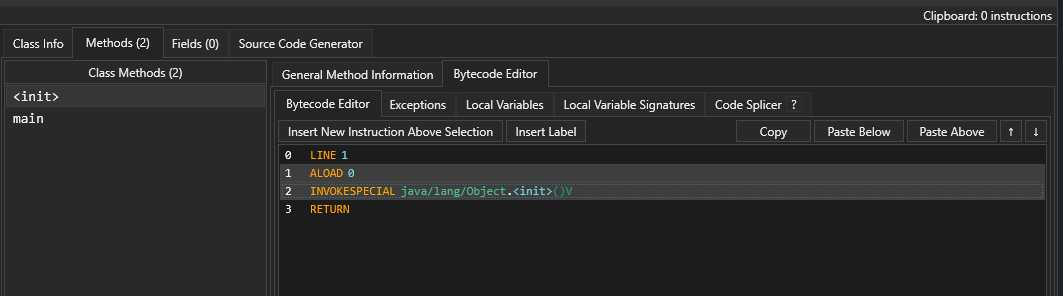 Clipboard: 0 instructions
Class Info Methods (2) Fields (0) Source Code Generator
Class Methods (2)
<init>
main
General Method Information Bytecode Editor
Bytecode Editor Exceptions Local Variables Local Variable Signatures Code Splicer ?
Insert New Instruction Above Selection Insert Label Copy Paste Below Paste Above ↑ ↓
0 LINE 1
1 ALOAD 0
2 INVOKESPECIAL java/lang/Object.<init>()V
3 RETURN